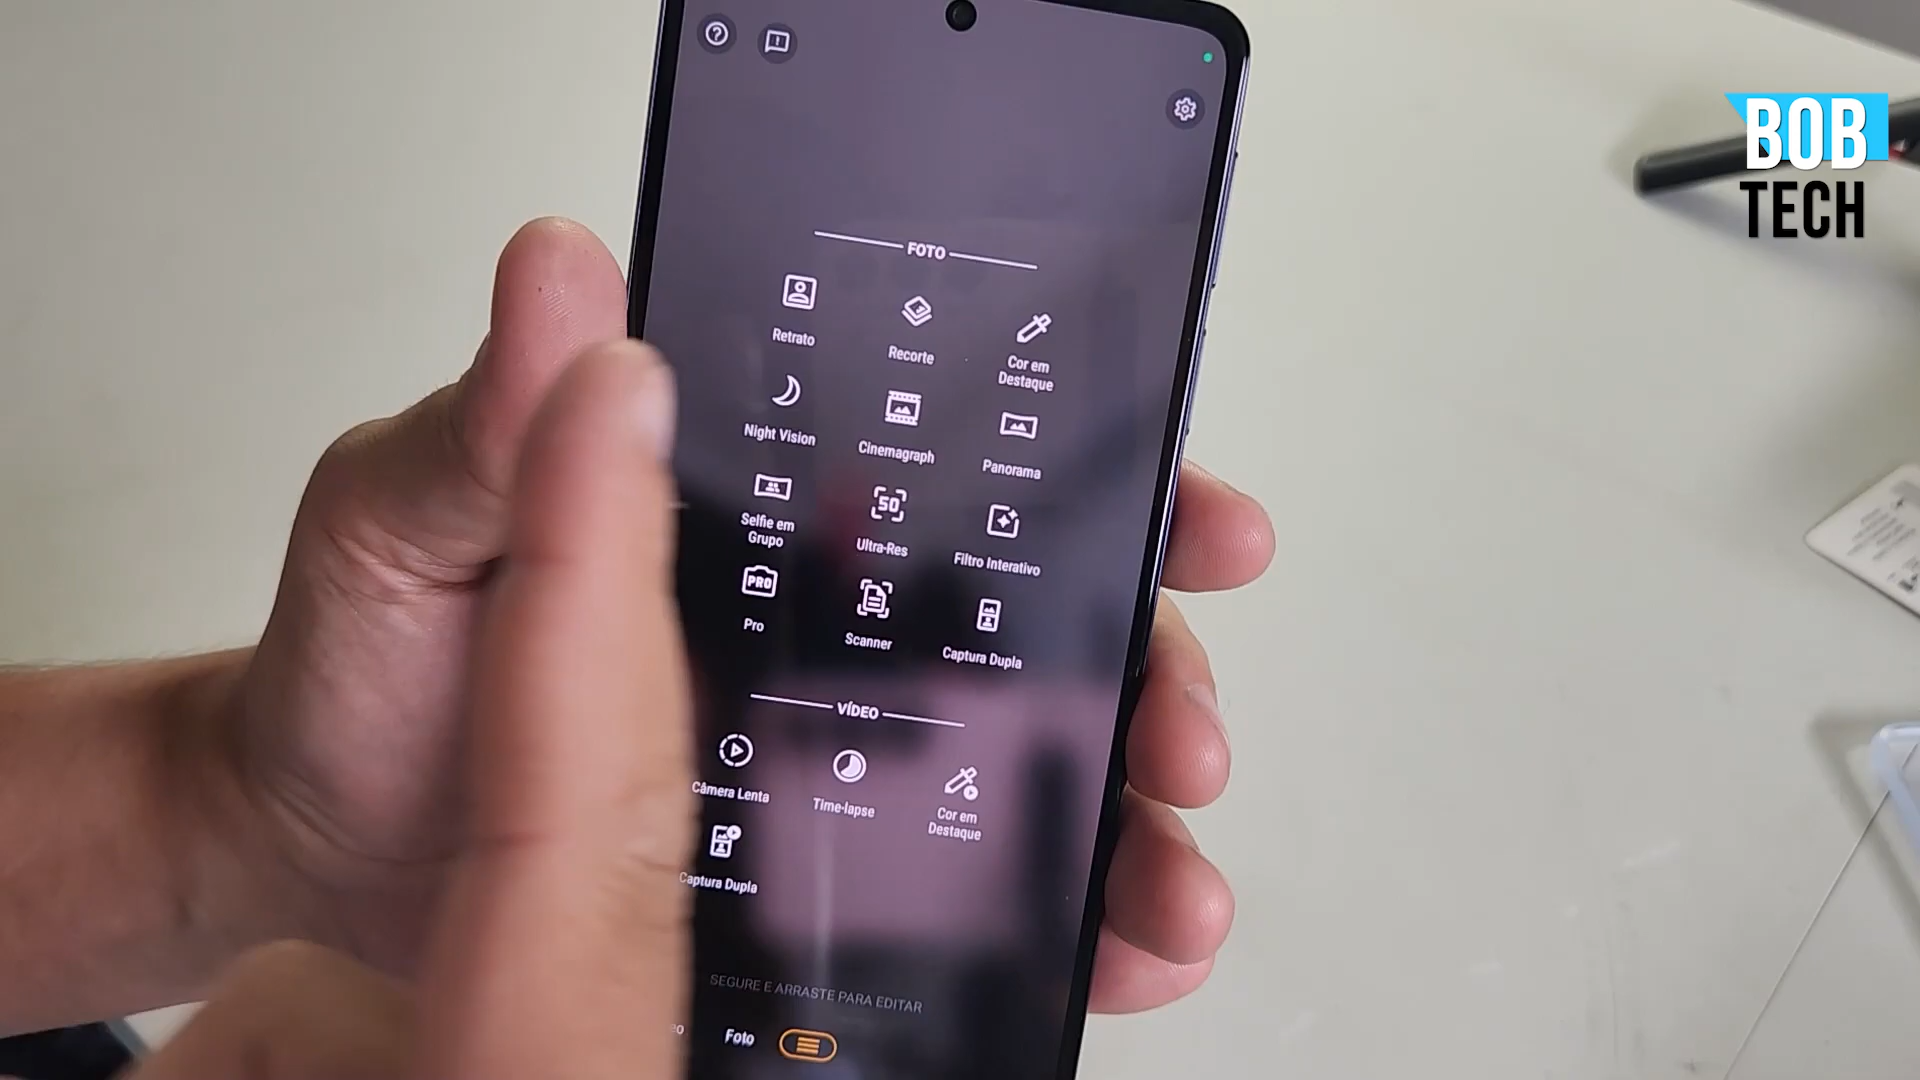 BOB
TECH
FOTO
Retrato
Recorte
Cor em
Destaque
Night Vision
Cinemagraph
Panorama
Selfie em
Grupo
50
Ultra-Res
Filtro Interativo
PRO
Pro
Scanner
Captura Dupla
VÍDEO
Câmera Lenta
Time-lapse
Cor em
Destaque
Captura Dupla
SEGURE E ARRASTE PARA EDITAR
eo
Foto